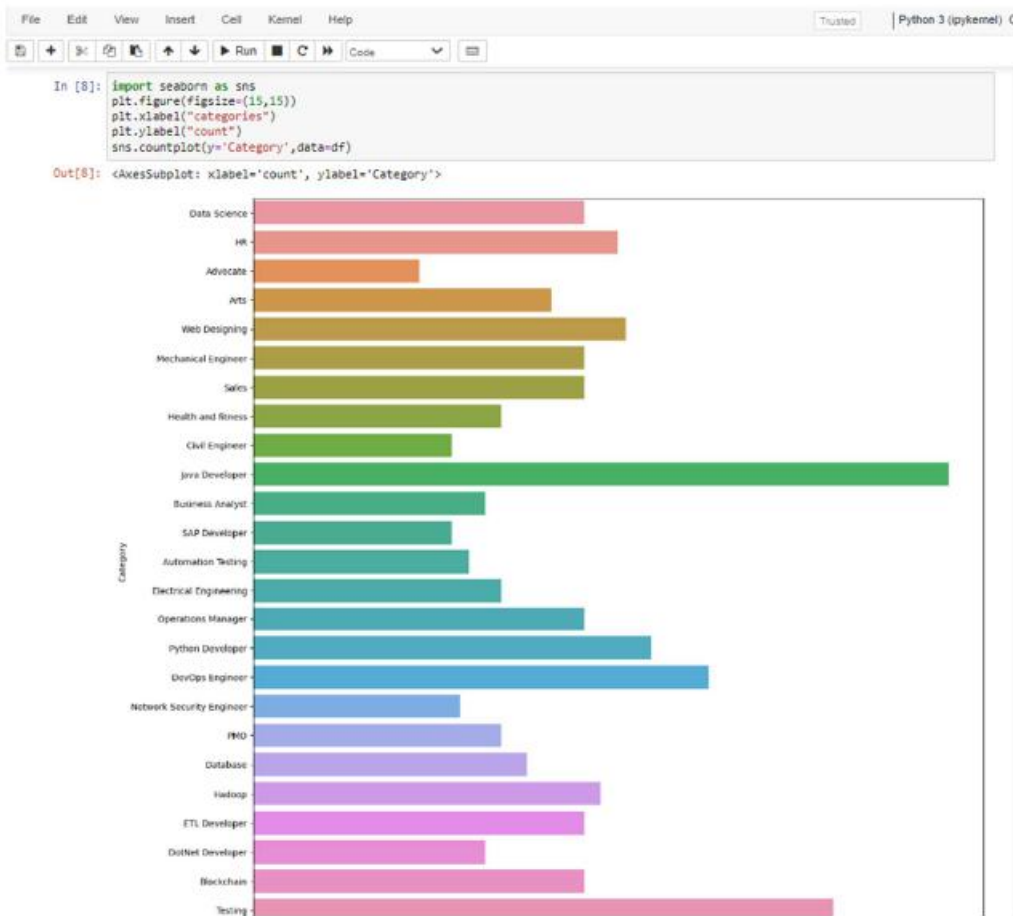 File Edit View Insert Cell Kernel Help Trusted Python 3 (ipykernel)
Run Code
In [8]: import seaborn as sns
plt.figure(figsize=(15,15))
plt.xlabel("categories")
plt.ylabel("count")
sns.countplot(y='Category',data=df)
Out[8]: <AxesSubplot: xlabel='count', ylabel='Category'>
Data Science
HR
Advocate
Arts
Web Designing
Mechanical Engineer
Sales
Health and fitness
Civil Engineer
Java Developer
Business Analyst
SAP Developer
Category
Automation Testing
Electrical Engineering
Operations Manager
Python Developer
DevOps Engineer
Network Security Engineer
PMO
Database
Hadoop
ETL Developer
DotNet Developer
Blockchain
Testing